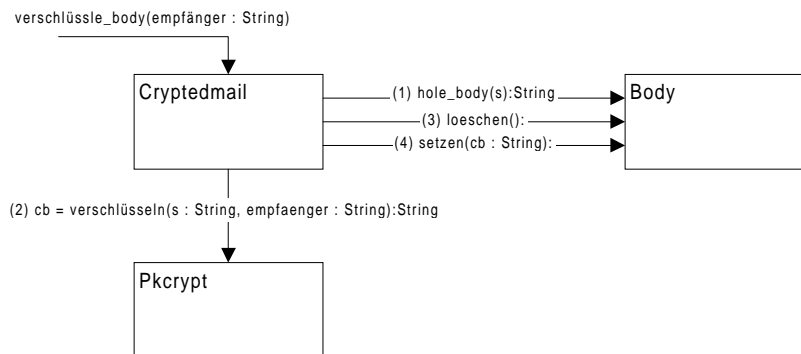 verschlüssle_body(empfänger : String)
Cryptedmail
(1) hole_body(s):String
Body
(3) loeschen():
(4) setzen(cb : String):
(2) cb = verschlüsseln(s : String, empfaenger : String):String
Pkcrypt